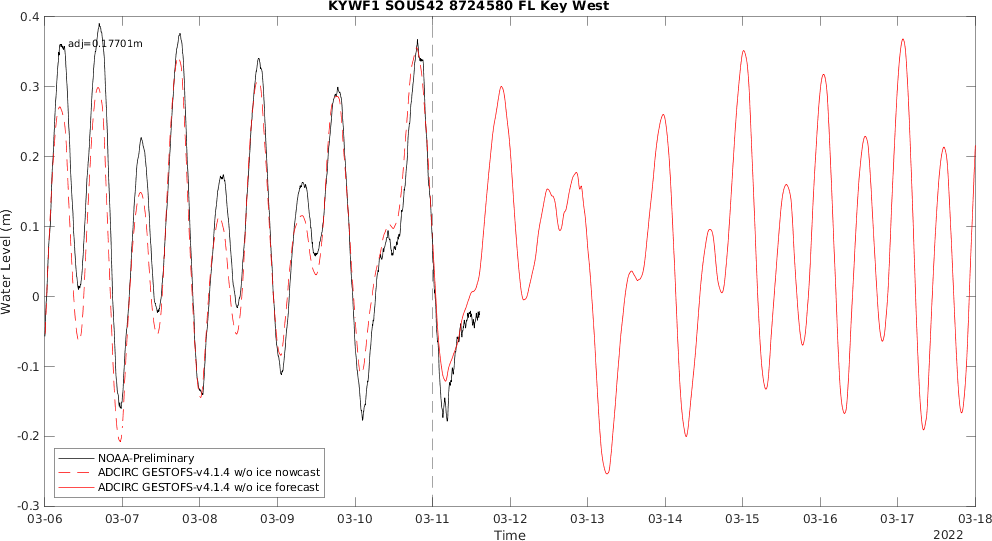 KYWF1 SOUS42 8724580 FL Key West
adj=0.17701m
Water Level (m)
0.4
0.3
0.2
0.1
0
-0.1
-0.2
-0.3
NOAA-Preliminary
ADCIRC GESTOFS-v4.1.4 w/o ice nowcast
ADCIRC GESTOFS-v4.1.4 w/o ice forecast
03-06 03-07 03-08 03-09 03-10 03-11 03-12 03-13 03-14 03-15 03-16 03-17 03-18
Time
2022